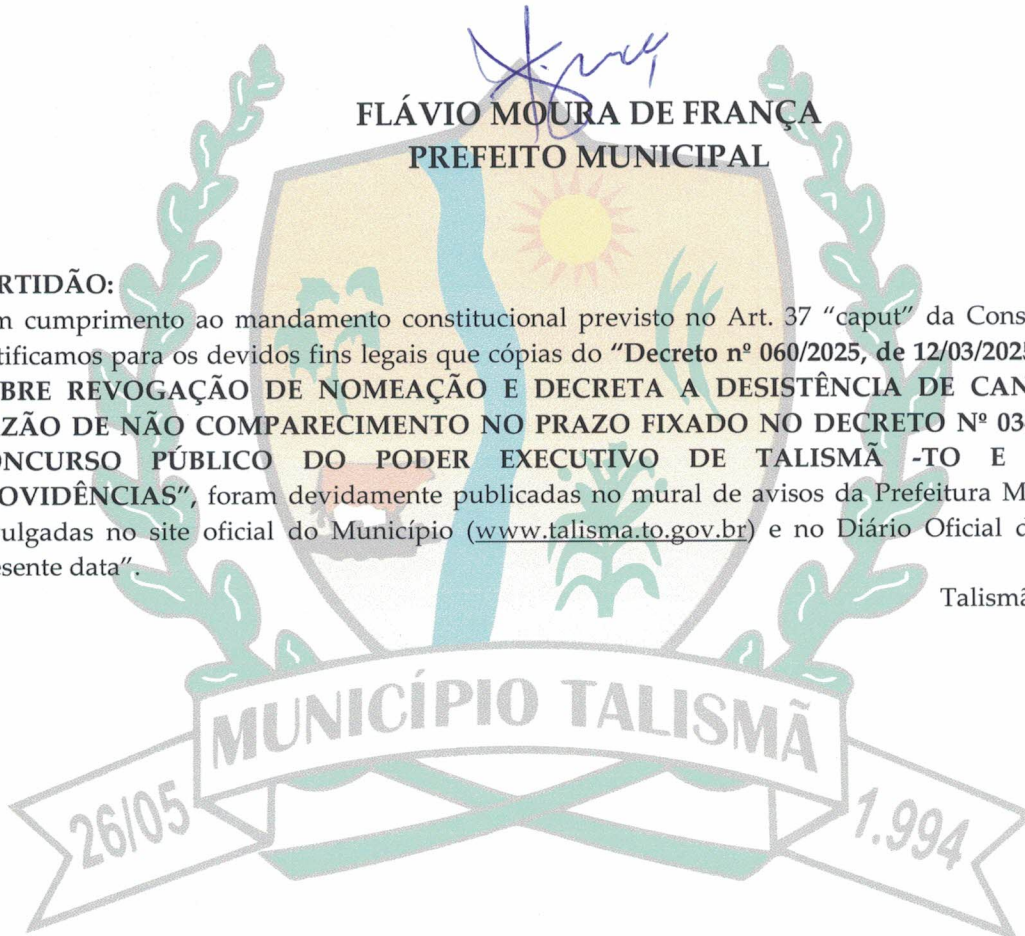 FLÁVIO MOURA DE FRANÇA
PREFEITO MUNICIPAL
RTIDÃO:
m cumprimento ao mandamento constitucional previsto no Art. 37 “caput” da Cons
tificamos para os devidos fins legais que cópias do “Decreto nº 060/2025, de 12/03/2025
BRE REVOGAÇÃO DE NOMEAÇÃO E DECRETA A DESISTÊNCIA DE CAN
ZÃO DE NÃO COMPARECIMENTO NO PRAZO FIXADO NO DECRETO Nº 03
NCURSO PÚBLICO DO PODER EXECUTIVO DE TALISMÃ -TO E
OVIDÊNCIAS”, foram devidamente publicadas no mural de avisos da Prefeitura M
ulgadas no site oficial do Município (www.talisma.to.gov.br) e no Diário Oficial d
esente data”.
Talismã
MUNICÍPIO TALISMÃ
26/05
1.994